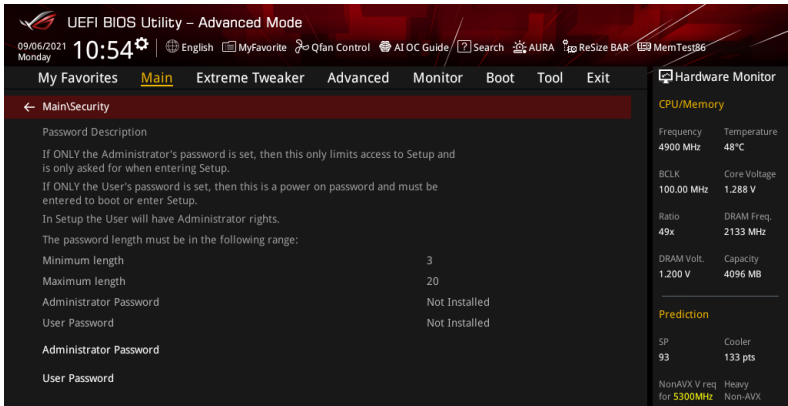 UEFI BIOS Utility – Advanced Mode
09/06/2021 Monday 10:54 English MyFavorite Qfan Control AI OC Guide ? Search AURA ReSize BAR MemTest86
My Favorites Main Extreme Tweaker Advanced Monitor Boot Tool Exit
Main\Security
Password Description
If ONLY the Administrator's password is set, then this only limits access to Setup and
is only asked for when entering Setup.
If ONLY the User's password is set, then this is a power on password and must be
entered to boot or enter Setup.
In Setup the User will have Administrator rights.
The password length must be in the following range:
Minimum length 3
Maximum length 20
Administrator Password Not Installed
User Password Not Installed
Administrator Password
User Password
Hardware Monitor
CPU/Memory
Frequency Temperature
4900 MHz 48°C
BCLK Core Voltage
100.00 MHz 1.288 V
Ratio DRAM Freq.
49x 2133 MHz
DRAM Volt. Capacity
1.200 V 4096 MB
Prediction
SP Cooler
93 133 pts
NonAVX V req Heavy
for 5300MHz Non-AVX